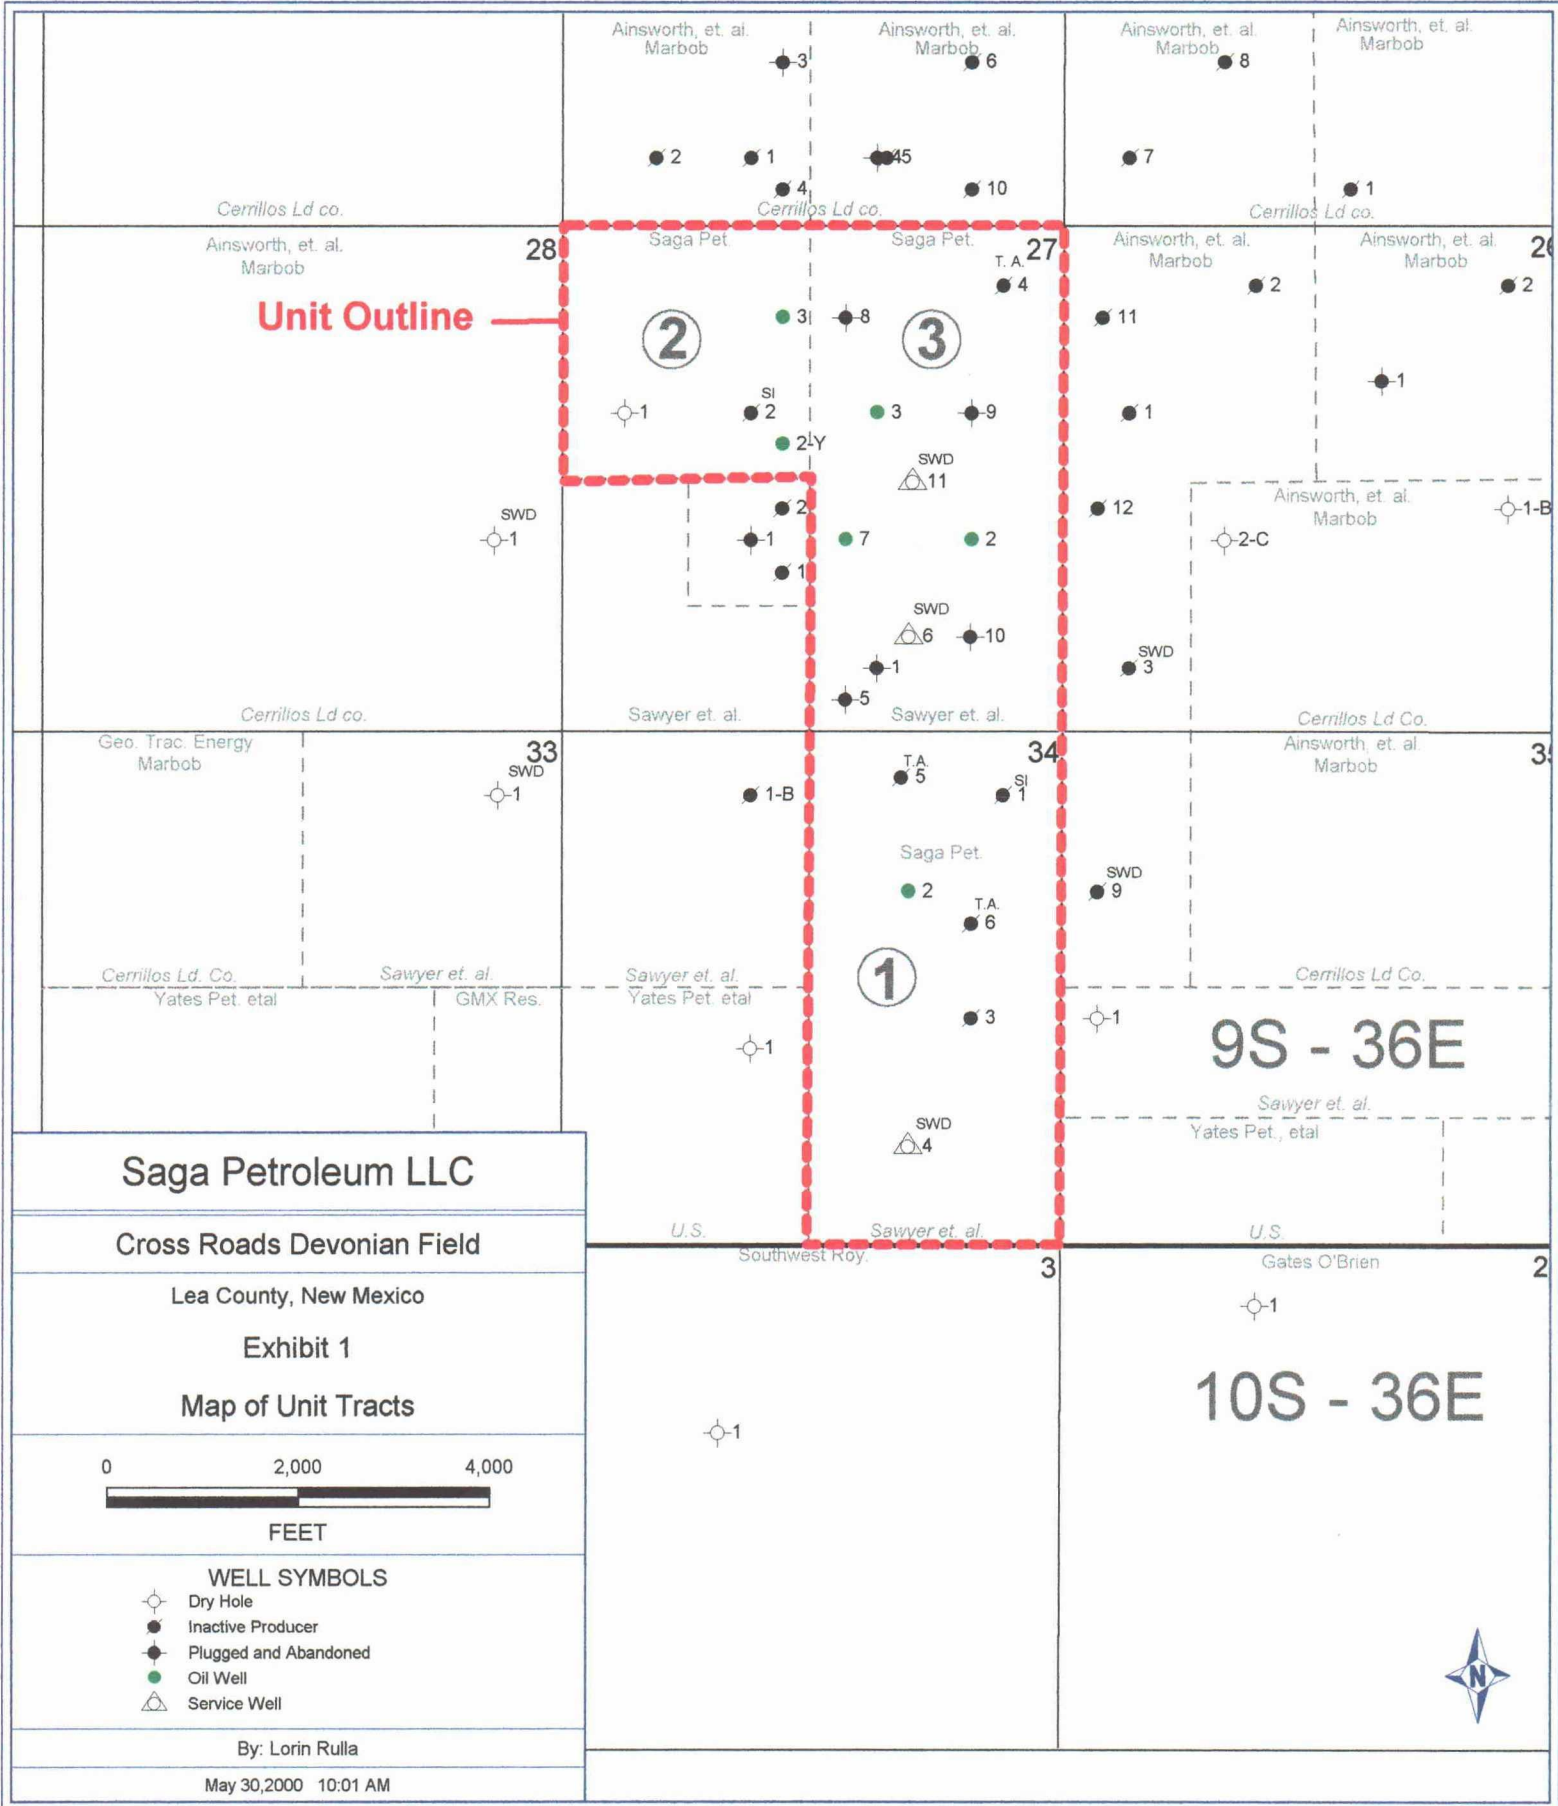 Ainsworth, et. al.
Marbob
Ainsworth, et. al.
Marbob
Ainsworth, et. al.
Marbob
Ainsworth, et. al.
Marbob
3
6
8
2
1
45
7
4
10
1
Cerrillos Ld co.
Cerrillos Ld co.
Cerrillos Ld co.
Ainsworth, et. al.
Marbob
28
Saga Pet.
Saga Pet.
27
Ainsworth, et. al.
Marbob
Ainsworth, et. al.
Marbob
T. A.
4
2
2
Unit Outline
2
3
8
3
11
1
1
SI
2
3
9
1
2-Y
SWD
11
Ainsworth, et. al.
Marbob
SWD
1
2
12
1-B
1
7
2
2-C
1
SWD
6
10
1
SWD
3
5
Cerrillos Ld co.
Sawyer et. al.
Sawyer et. al.
Cerrillos Ld Co.
Geo. Trac. Energy
Marbob
33
34
Ainsworth, et. al.
Marbob
SWD
1
1-B
T.A.
5
SI
1
Saga Pet.
2
SWD
9
T.A.
6
1
Cerrillos Ld. Co.
Sawyer et. al.
Sawyer et. al.
Cerrillos Ld Co.
Yates Pet. etal
GMX Res.
Yates Pet. etal
3
1
9S - 36E
1
Sawyer et. al.
Yates Pet., etal
SWD
4
U.S.
Sawyer et. al.
U.S.
Southwest Roy.
3
Gates O'Brien
2
1
10S - 36E
1
Saga Petroleum LLC
Cross Roads Devonian Field
Lea County, New Mexico
Exhibit 1
Map of Unit Tracts
0 2,000 4,000
FEET
WELL SYMBOLS
Dry Hole
Inactive Producer
Plugged and Abandoned
Oil Well
Service Well
By: Lorin Rulla
May 30,2000 10:01 AM
N